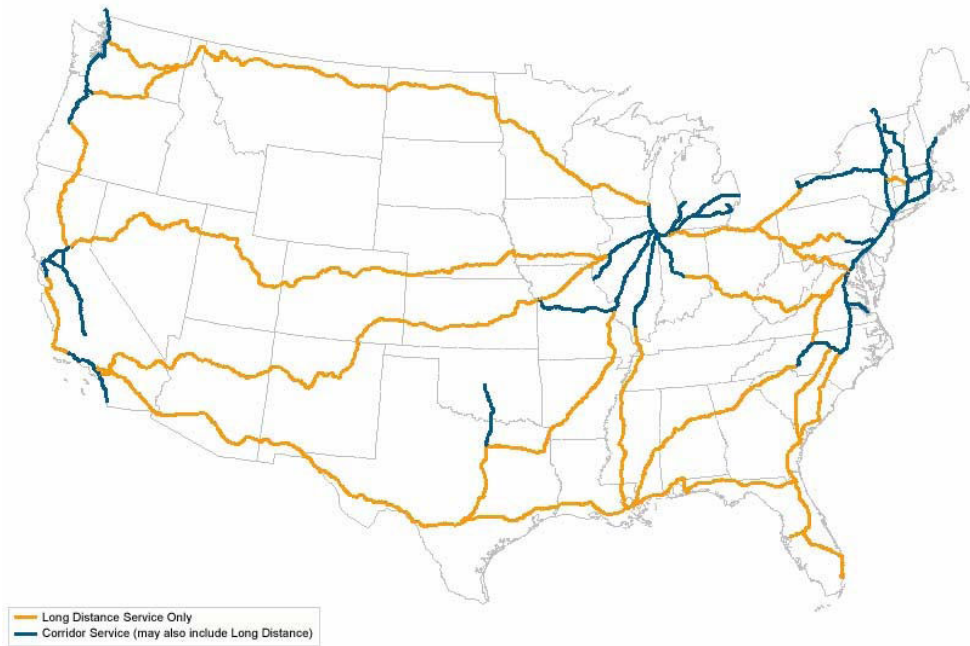 Long Distance Service Only
Corridor Service (may also include Long Distance)